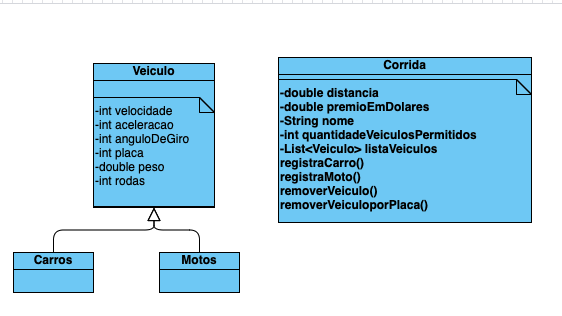 Veiculo
-int velocidade
-int aceleracao
-int anguloDeGiro
-int placa
-double peso
-int rodas
Carros
Motos
Corrida
-double distancia
-double premioEmDolares
-String nome
-int quantidadeVeiculosPermitidos
-List<Veiculo> listaVeiculos
registraCarro()
registraMoto()
removerVeiculo()
removerVeiculoporPlaca()